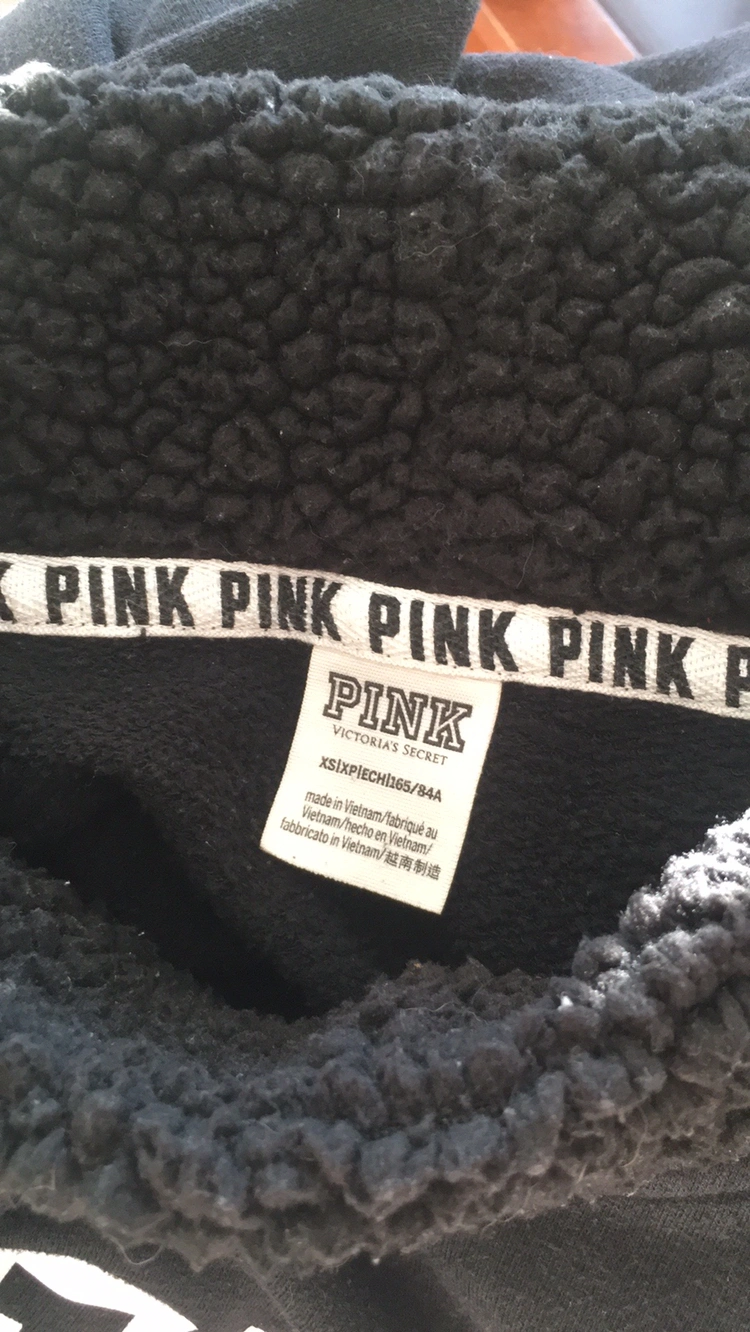 PINK PINK PINK PINK
PINK
VICTORIA'S SECRET
XS|XP|ECH|165/84A
made in Vietnam/fabriqué au
Vietnam/hecho en Vietnam/
fabbricato in Vietnam/越南制造